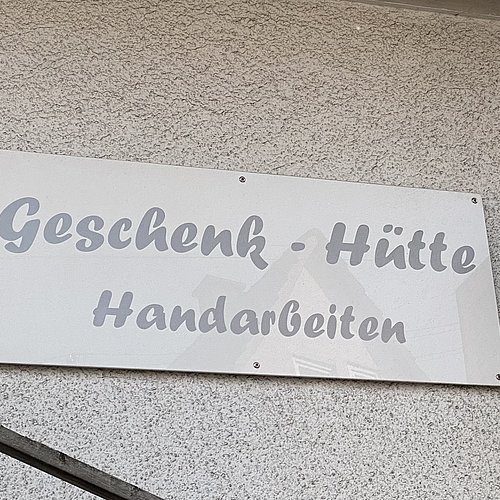 Geschenk - Hütte
Handarbeiten